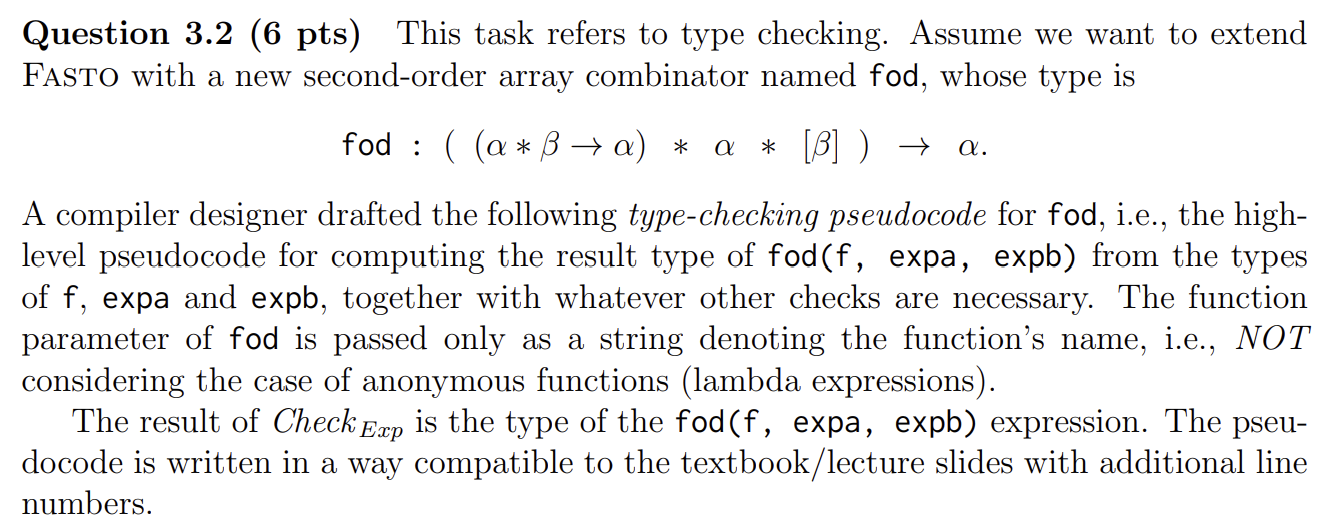 Question 3.2 (6 pts) This task refers to type checking. Assume we want to extend
FASTO with a new second-order array combinator named fod, whose type is
fod : ( (α ∗ β → α) ∗ α ∗ [β] ) → α.
A compiler designer drafted the following type-checking pseudocode for fod, i.e., the high-
level pseudocode for computing the result type of fod(f, expa, expb) from the types
of f, expa and expb, together with whatever other checks are necessary. The function
parameter of fod is passed only as a string denoting the function's name, i.e., NOT
considering the case of anonymous functions (lambda expressions).
The result of CheckExp is the type of the fod(f, expa, expb) expression. The pseu-
docode is written in a way compatible to the textbook/lecture slides with additional line
numbers.